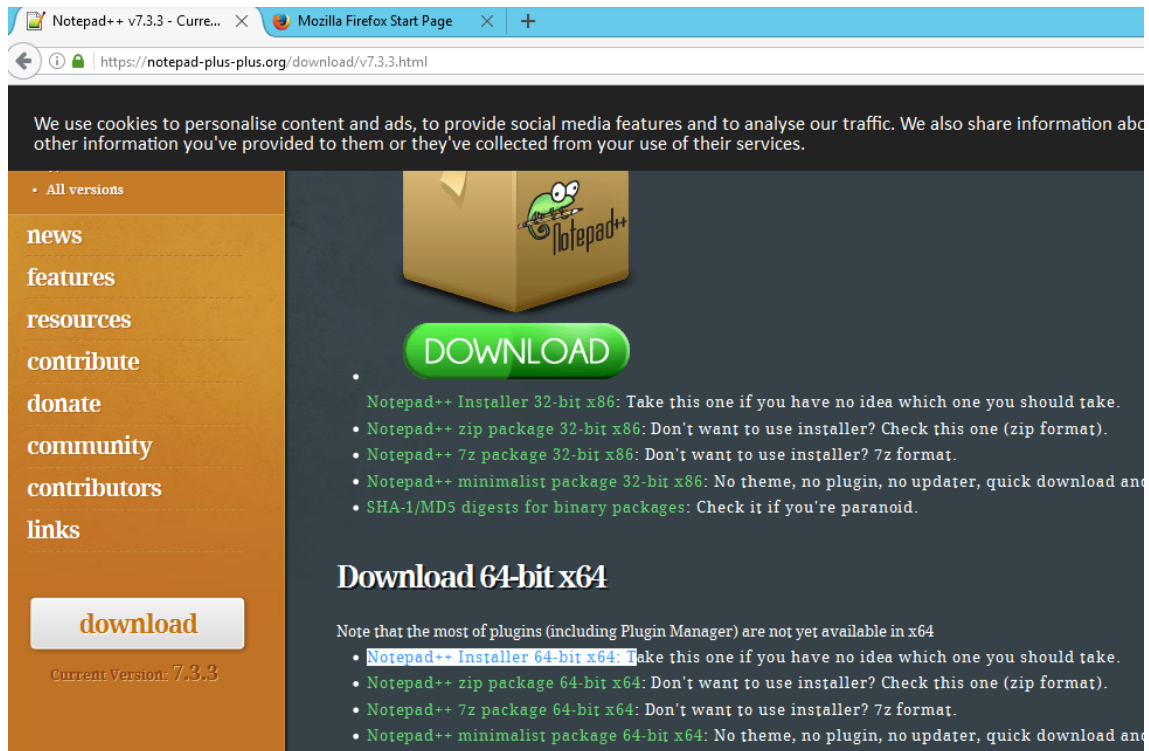 Notepad++ v7.3.3 - Curre...
Mozilla Firefox Start Page
https://notepad-plus-plus.org/download/v7.3.3.html
We use cookies to personalise content and ads, to provide social media features and to analyse our traffic. We also share information abo
other information you've provided to them or they've collected from your use of their services.
• All versions
news
features
resources
contribute
donate
community
contributors
links
download
Current Version: 7.3.3
Notepad++
DOWNLOAD
•
Notepad++ Installer 32-bit x86: Take this one if you have no idea which one you should take.
• Notepad++ zip package 32-bit x86: Don't want to use installer? Check this one (zip format).
• Notepad++ 7z package 32-bit x86: Don't want to use installer? 7z format.
• Notepad++ minimalist package 32-bit x86: No theme, no plugin, no updater, quick download and
• SHA-1/MD5 digests for binary packages: Check it if you're paranoid.
Download 64-bit x64
Note that the most of plugins (including Plugin Manager) are not yet available in x64
• Notepad++ Installer 64-bit x64: Take this one if you have no idea which one you should take.
• Notepad++ zip package 64-bit x64: Don't want to use installer? Check this one (zip format).
• Notepad++ 7z package 64-bit x64: Don't want to use installer? 7z format.
• Notepad++ minimalist package 64-bit x64: No theme, no plugin, no updater, quick download and